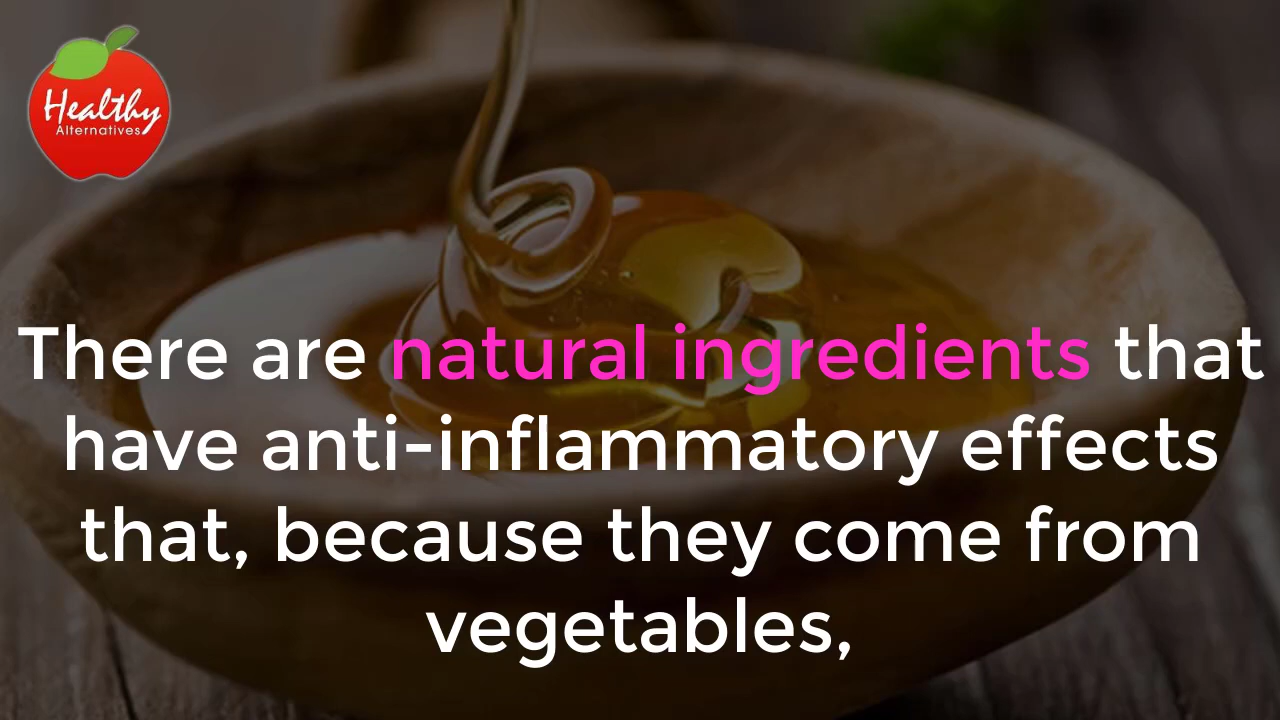 Healthy
Alternatives
There are natural ingredients that
have anti-inflammatory effects
that, because they come from
vegetables,